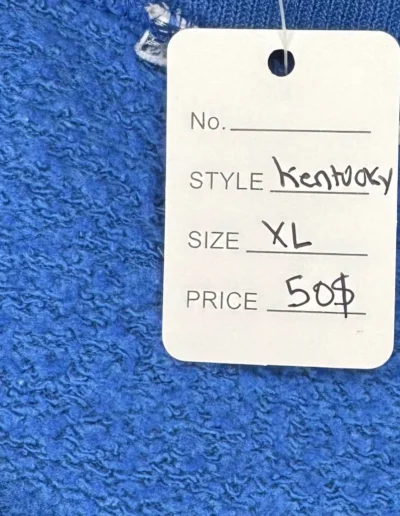 No.
STYLE Kentucky
SIZE XL
PRICE 50$